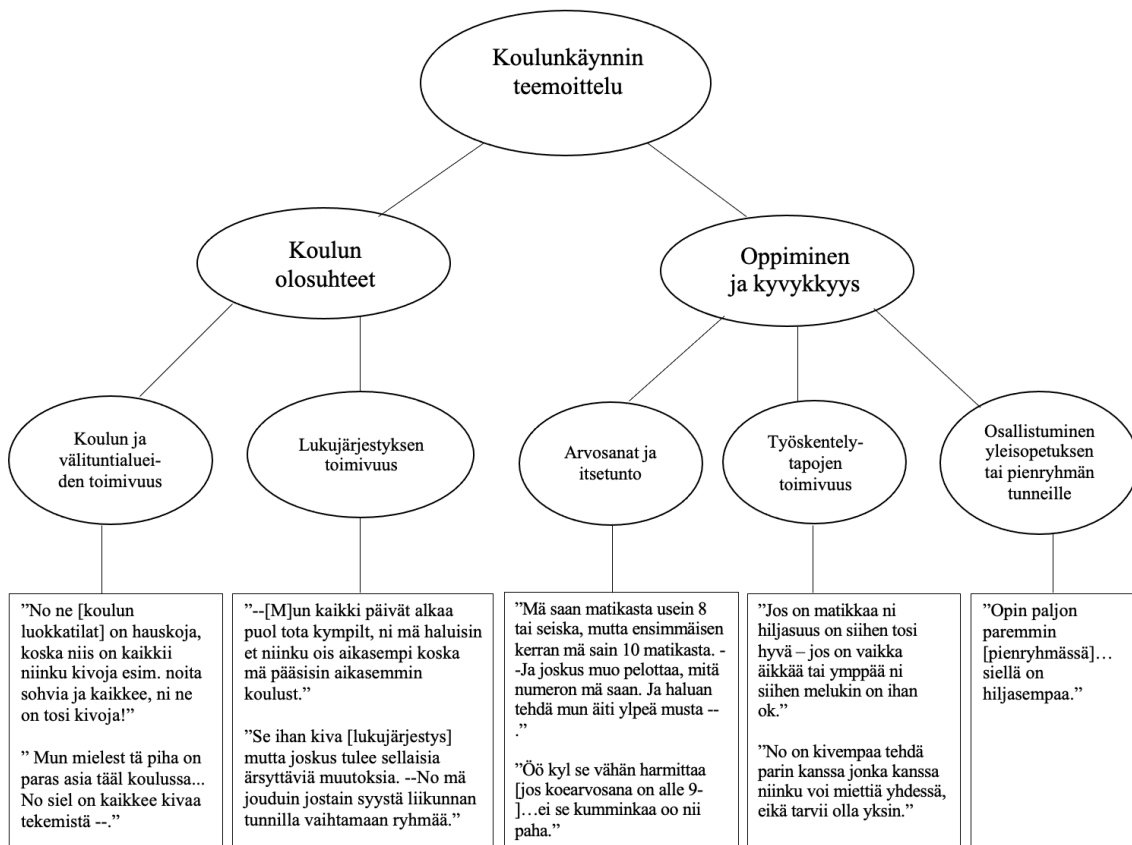 Koulunkäynnin
teemoittelu
Koulun
olosuhteet
Oppiminen
ja kyvykkyys
Koulun ja
välituntialuei-
den toimivuus
Lukujärjestyksen
toimivuus
Arvosanat ja
itsetunto
Työskentely-
tapojen
toimivuus
Osallistuminen
yleisopetuksen
tai pienryhmän
tunneille
”No ne [koulun
luokkatilat] on hauskoja,
koska niis on kaikkii
niinku kivoja esim. noita
sohvia ja kaikkee, ni ne
on tosi kivoja!”
” Mun mielest tä piha on
paras asia tääl koulussa...
No siel on kaikkee kivaa
tekemistä --.”
”--[M]un kaikki päivät alkaa
puol tota kympilt, ni mä haluisin
et niinku ois aikasempi koska
mä pääsisin aikasemmin
koulust.”
”Se ihan kiva [lukujärjestys]
mutta joskus tulee sellaisia
ärsyttäviä muutoksia. --No mä
jouduin jostain syystä liikunnan
tunnilla vaihtamaan ryhmää.”
”Mä saan matikasta usein 8
tai seiska, mutta ensimmäisen
kerran mä sain 10 matikasta. -
-Ja joskus muo pelottaa, mitä
numeron mä saan. Ja haluan
tehdä mun äiti ylpeä musta --
.”
”Öö kyl se vähän harmittaa
[jos koearvosana on alle 9-
]…ei se kumminkaa oo nii
paha.”
”Jos on matikkaa ni
hiljasuus on siihen tosi
hyvä – jos on vaikka
äikkää tai ymppää ni
siihen melukin on ihan
ok.”
”No on kivempaa tehdä
parin kanssa jonka kanssa
niinku voi miettiä yhdessä,
eikä tarvii olla yksin.”
”Opin paljon
paremmin
[pienryhmässä]…
siellä on
hiljasempaa.”